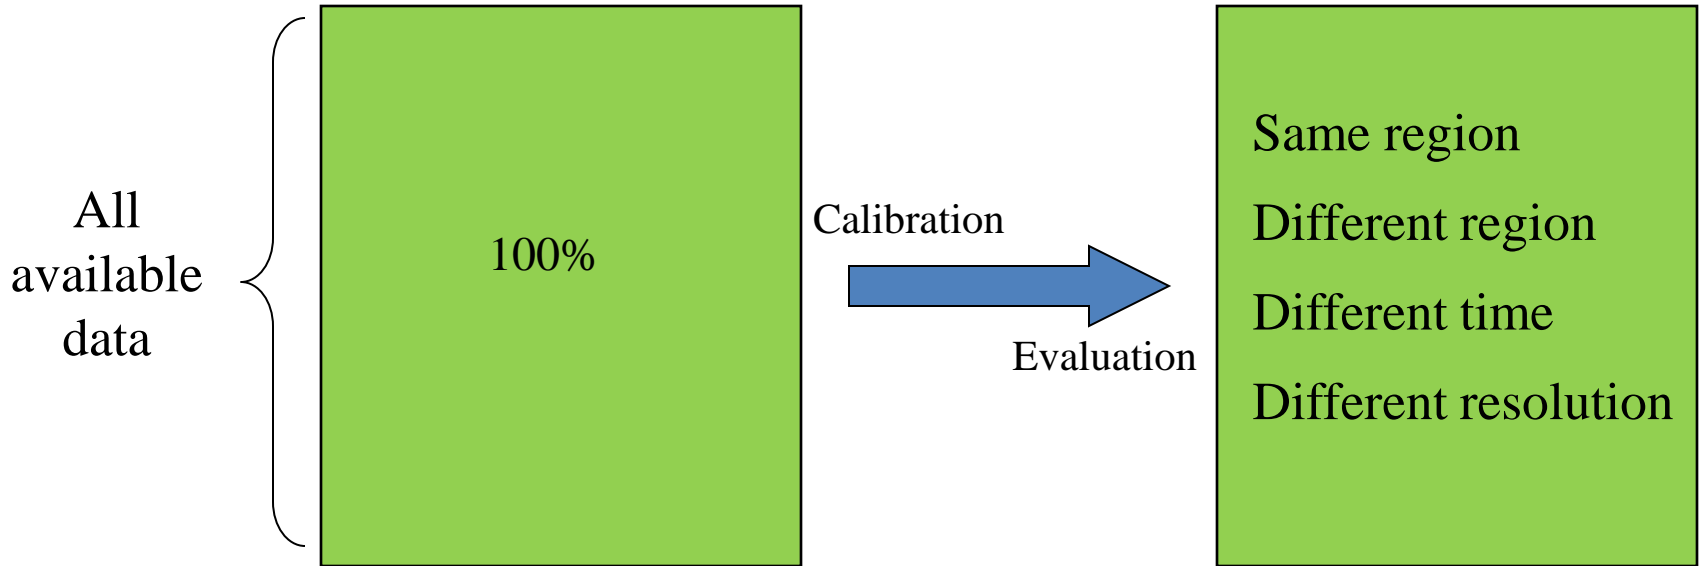 All
available
data
100%
Calibration
Evaluation
Same region
Different region
Different time
Different resolution